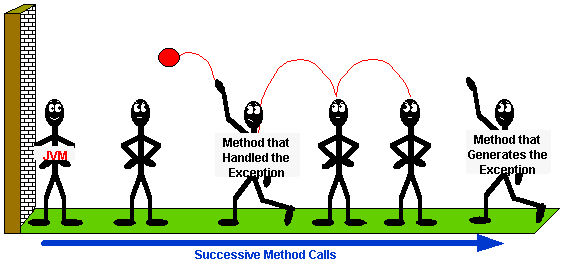 JVM
Method that
Handled the
Exception
Method that
Generates the
Exception
Successive Method Calls